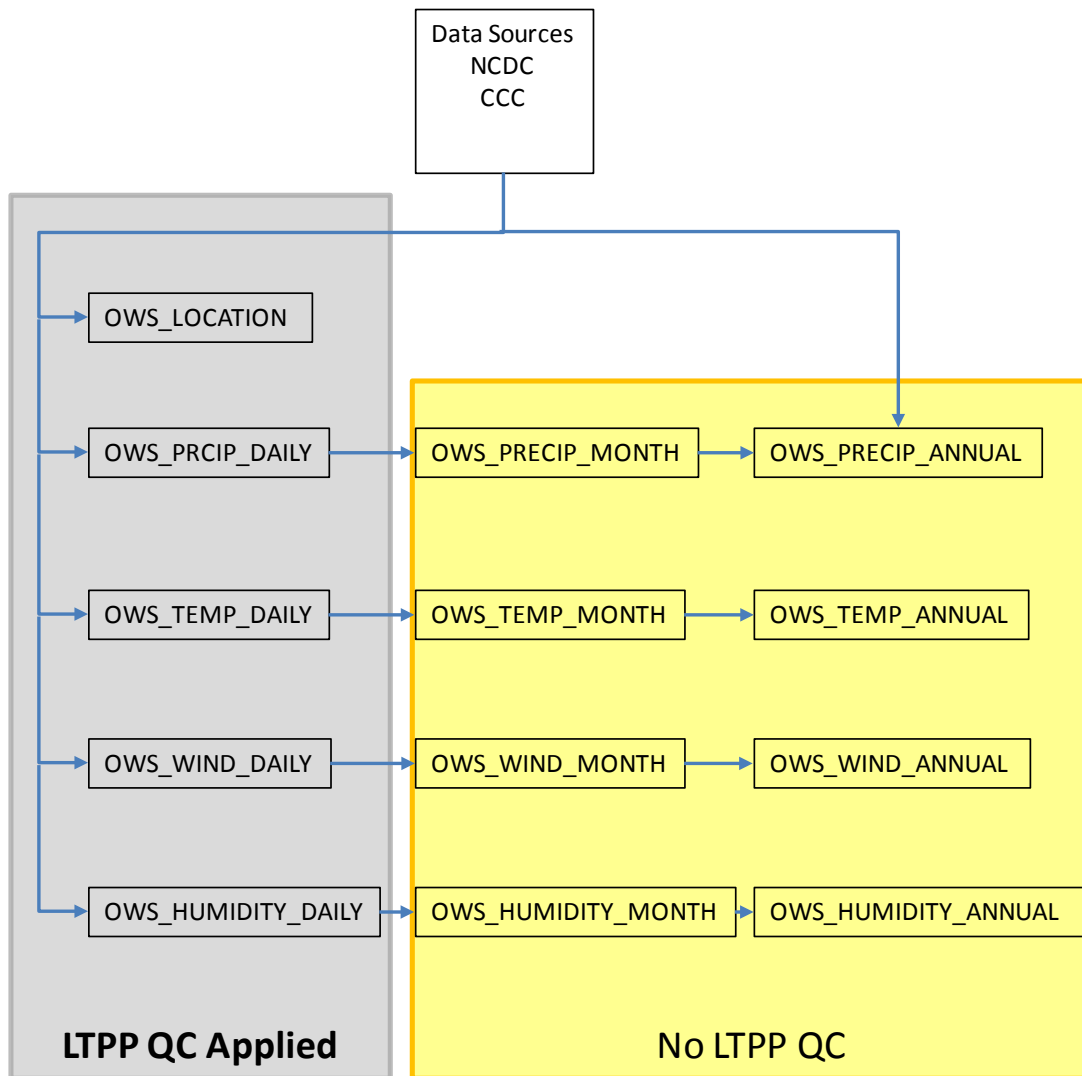 Data Sources
NCDC
CCC
OWS_LOCATION
OWS_PRCIP_DAILY
OWS_PRECIP_MONTH
OWS_PRECIP_ANNUAL
OWS_TEMP_DAILY
OWS_TEMP_MONTH
OWS_TEMP_ANNUAL
OWS_WIND_DAILY
OWS_WIND_MONTH
OWS_WIND_ANNUAL
OWS_HUMIDITY_DAILY
OWS_HUMIDITY_MONTH
OWS_HUMIDITY_ANNUAL
LTPP QC Applied
No LTPP QC